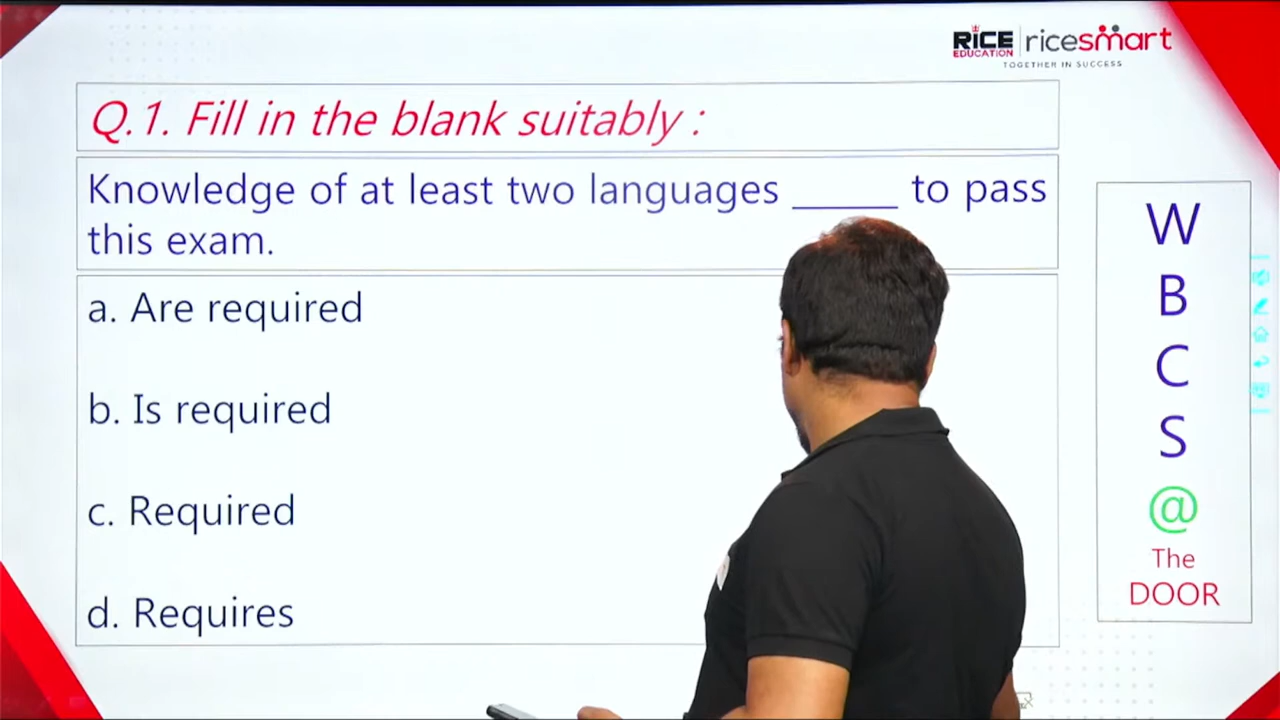 RICE
EDUCATION
ricesmart
TOGETHER IN SUCCESS
Q.1. Fill in the blank suitably :
Knowledge of at least two languages ______ to pass
this exam.
a. Are required
b. Is required
c. Required
d. Requires
W
B
C
S
@
The
DOOR